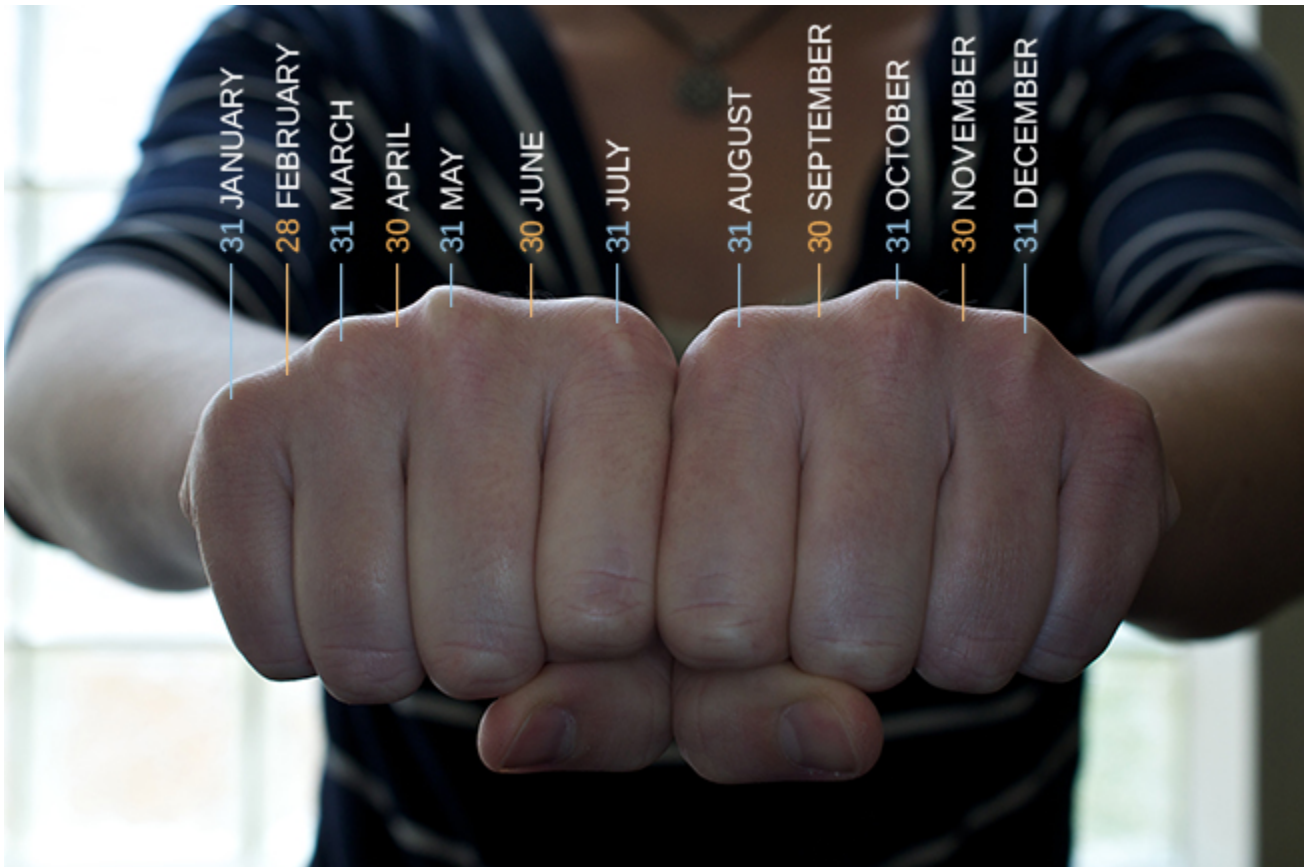 31 JANUARY
28 FEBRUARY
31 MARCH
30 APRIL
31 MAY
30 JUNE
31 JULY
31 AUGUST
30 SEPTEMBER
31 OCTOBER
30 NOVEMBER
31 DECEMBER